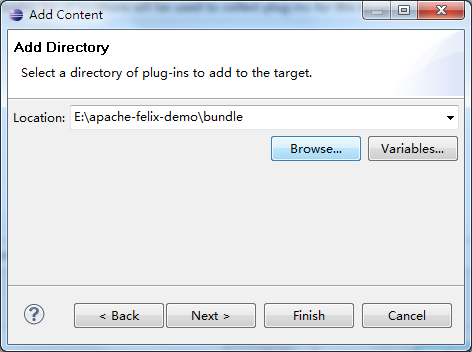 Add Content
Add Directory
Select a directory of plug-ins to add to the target.
Location: E:\apache-felix-demo\bundle
Browse... Variables...
? < Back Next > Finish Cancel